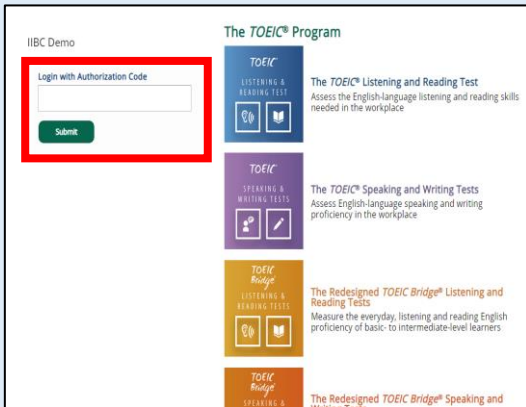 IIBC Demo
Login with Authorization Code
Submit
The TOEIC® Program
TOEIC
LISTENING &
READING TEST
The TOEIC® Listening and Reading Test
Assess the English-language listening and reading skills
needed in the workplace
TOEIC
SPEAKING &
WRITING TESTS
The TOEIC® Speaking and Writing Tests
Assess English-language speaking and writing
proficiency in the workplace
TOEIC
Bridge
LISTENING &
READING TESTS
The Redesigned TOEIC Bridge® Listening and
Reading Tests
Measure the everyday, listening and reading English
proficiency of basic- to intermediate-level learners
TOEIC
Bridge
SPEAKING &
The Redesigned TOEIC Bridge® Speaking and
Writing Tests